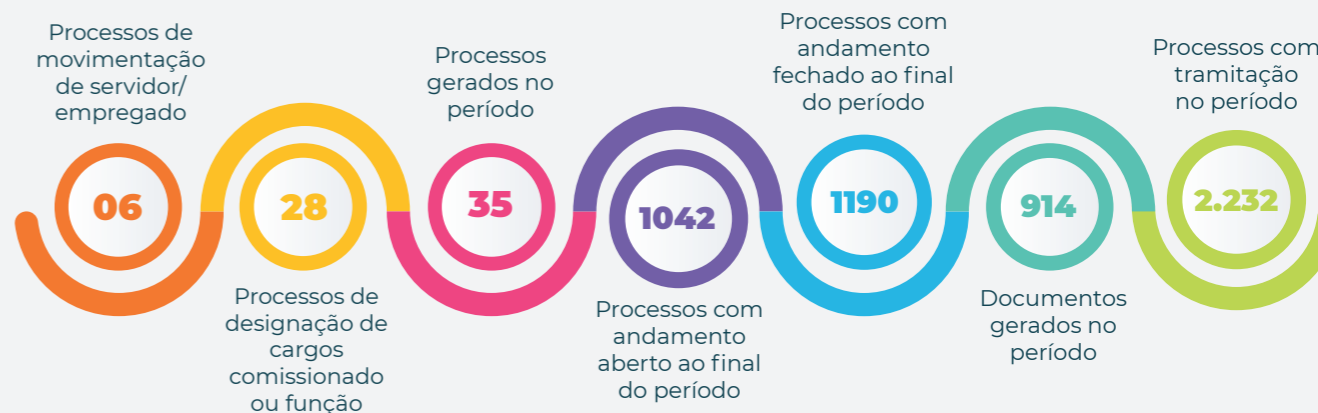 Processos de
movimentação
de servidor/
empregado
06
28
Processos de
designação de
cargos
comissionado
ou função
Processos
gerados no
período
35
1042
Processos com
andamento
aberto ao final
do período
Processos com
andamento
fechado ao final
do período
1190
914
Documentos
gerados no
período
Processos com
tramitação
no período
2.232